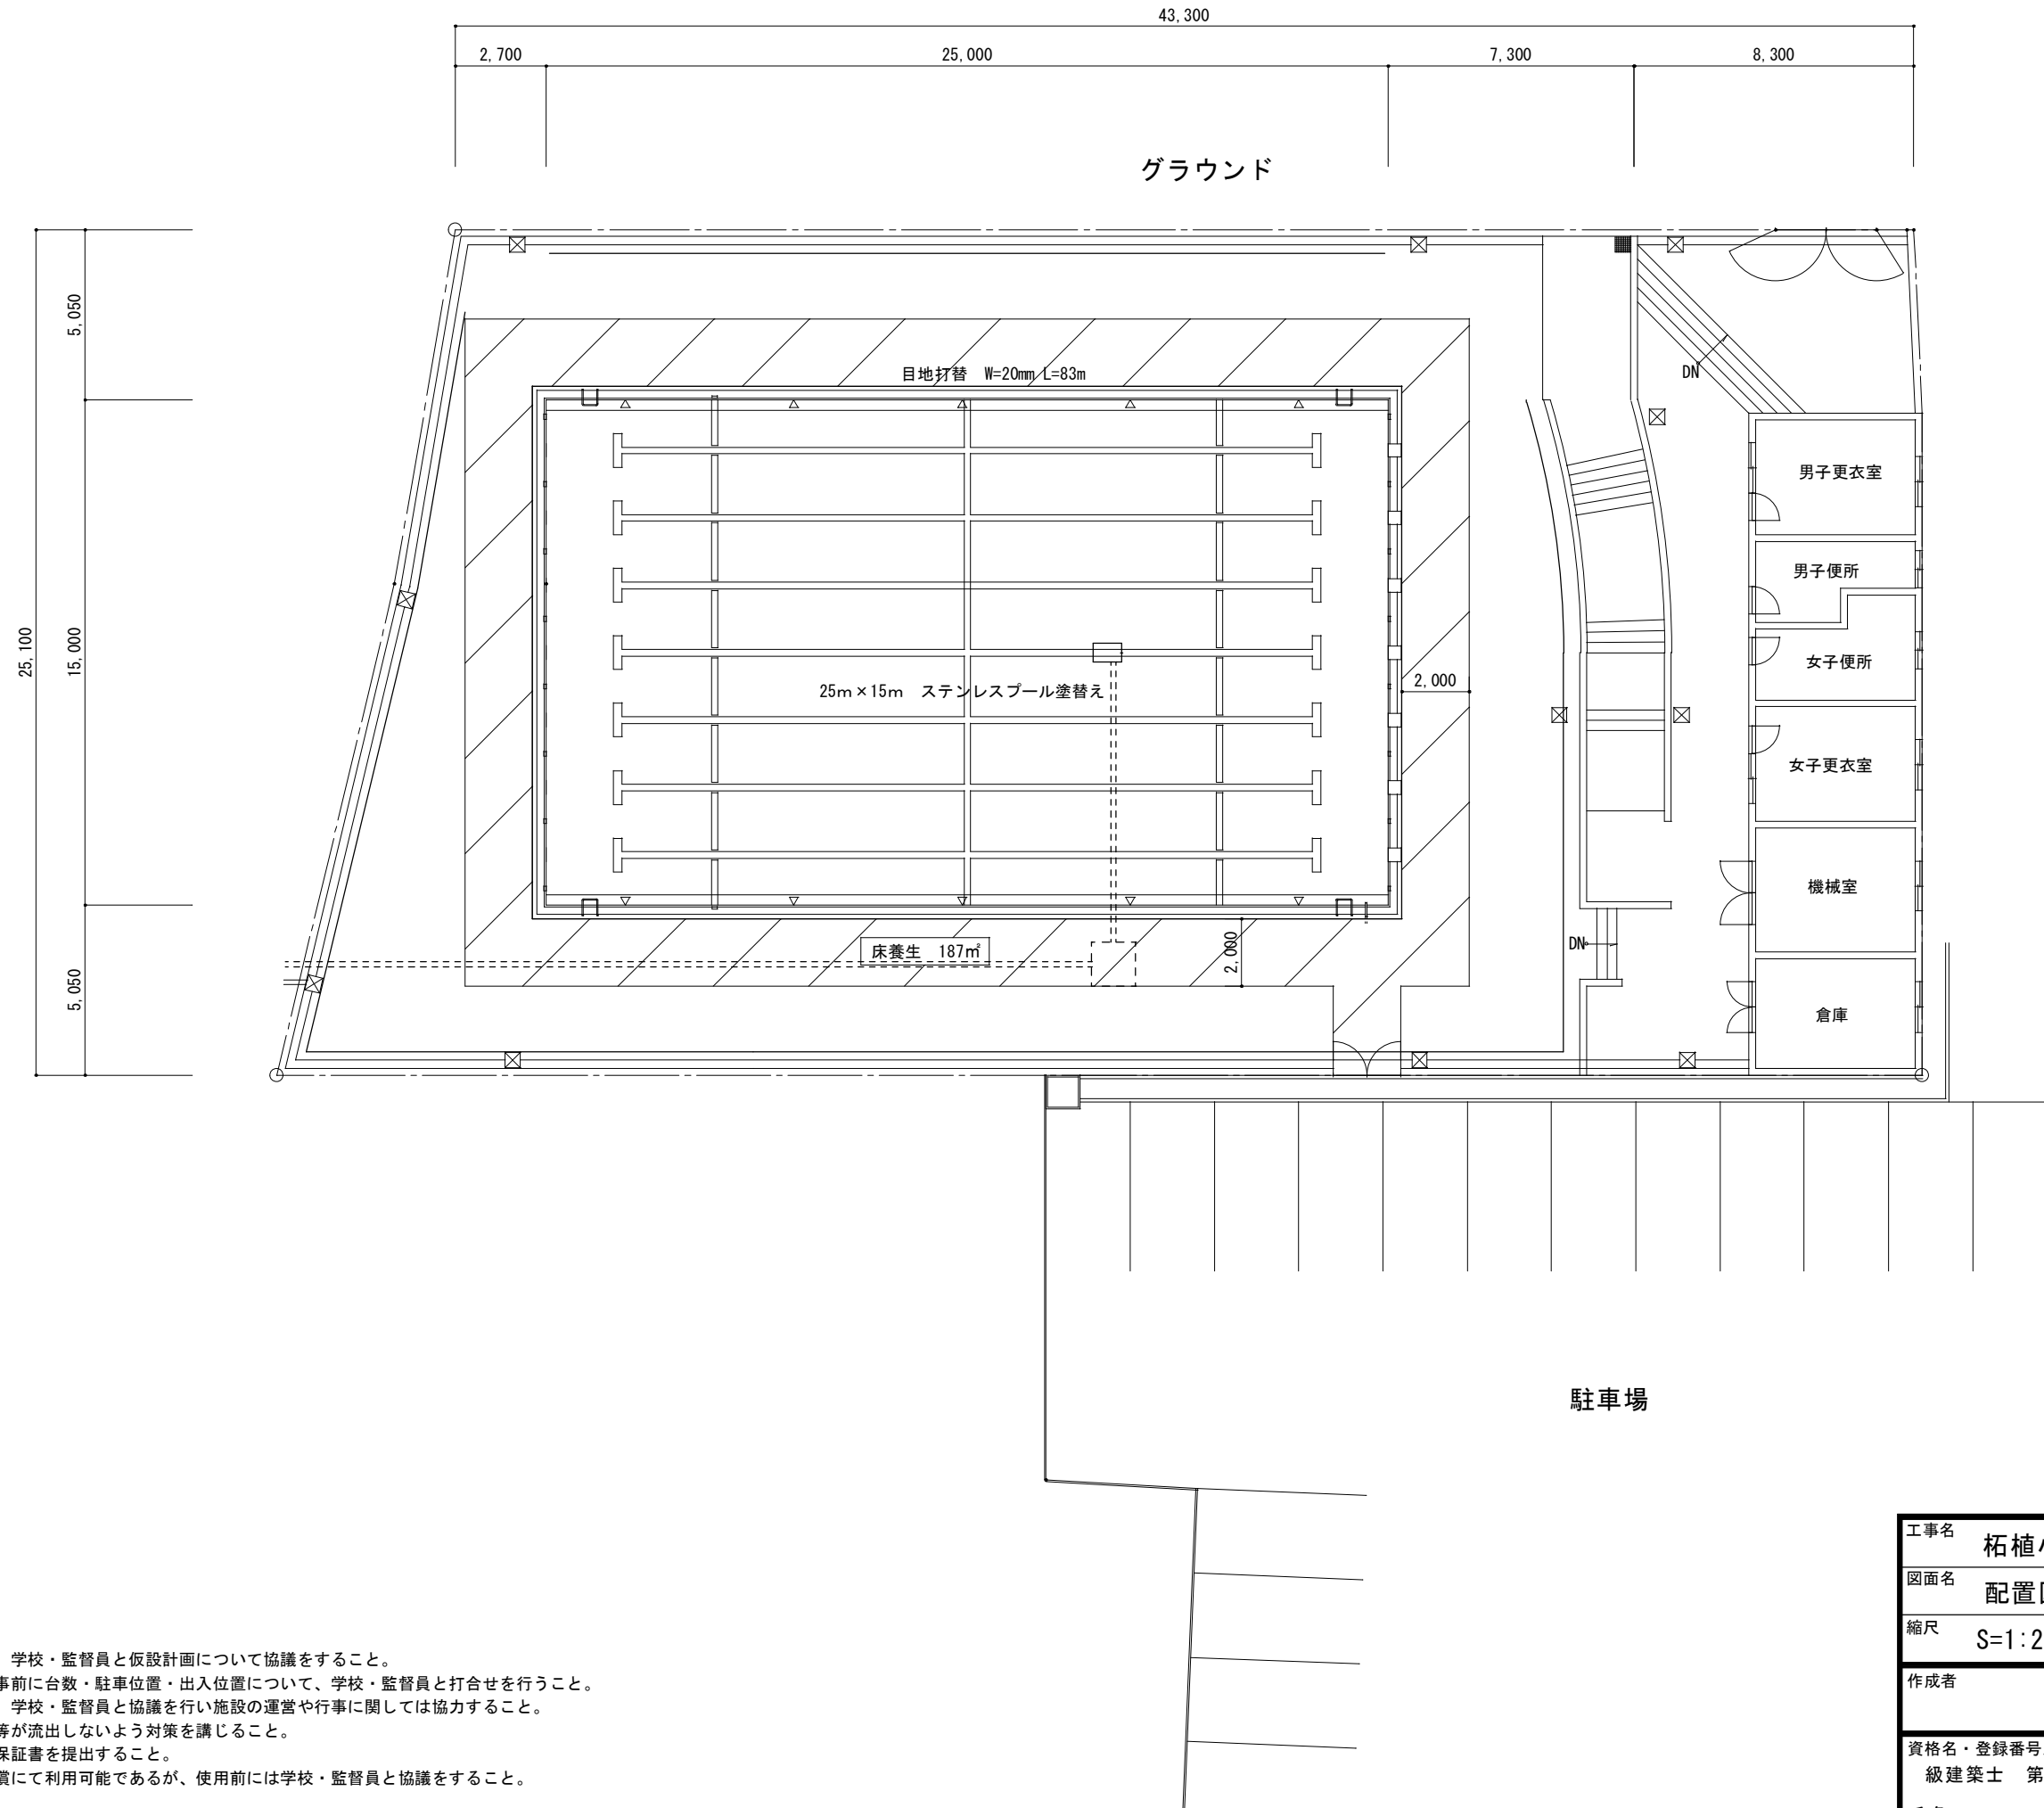 43,300
2,700
25,000
7,300
8,300
グラウンド
5,050
15,000
25,100
5,050
目地打替 W=20mm L=83m
DN
男子更衣室
男子便所
女子便所
25m×15m ステンレスプール塗替え
2,000
女子更衣室
機械室
床養生 187㎡
2,000
DN
倉庫
駐車場
工事名 柘植
図面名 配置
縮尺 S=1:2
作成者
資格名・登録番号
級建築士 第
学校・監督員と仮設計画について協議をすること。
事前に台数・駐車位置・出入位置について、学校・監督員と打合せを行うこと。
学校・監督員と協議を行い施設の運営や行事に関しては協力すること。
等が流出しないよう対策を講じること。
保証書を提出すること。
償にて利用可能であるが、使用前には学校・監督員と協議をすること。